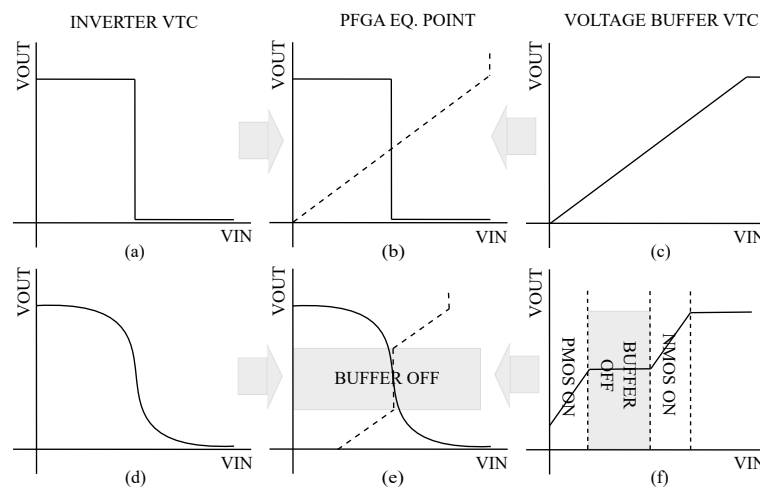 INVERTER VTC
PFGA EQ. POINT
VOLTAGE BUFFER VTC
VOUT
VIN
(a)
VOUT
VIN
(b)
VOUT
VIN
(c)
VOUT
VIN
(d)
VOUT
BUFFER OFF
VIN
(e)
VOUT
PMOS ON
BUFFER
OFF
NMOS ON
VIN
(f)